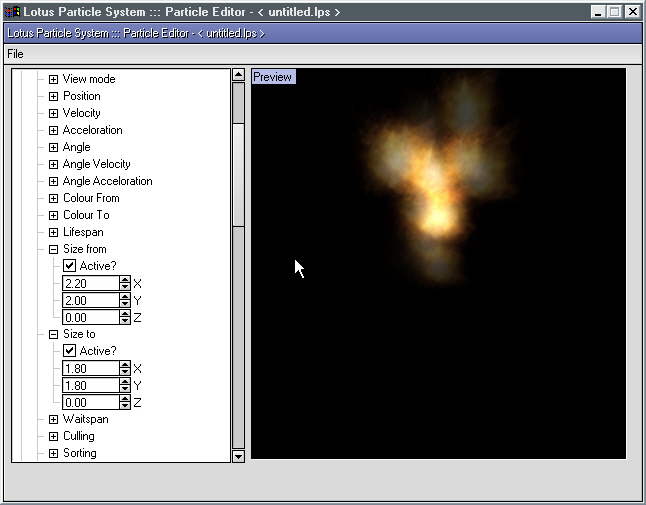 Lotus Particle System ::: Particle Editor - < untitled.lps >
Lotus Particle System ::: Particle Editor - < untitled.lps >
File
View mode
Position
Velocity
Acceleration
Angle
Angle Velocity
Angle Acceleration
Colour From
Colour To
Lifespan
Size from
Active?
2.20 X
2.00 Y
0.00 Z
Size to
Active?
1.80 X
1.80 Y
0.00 Z
Waitspan
Culling
Sorting
Preview